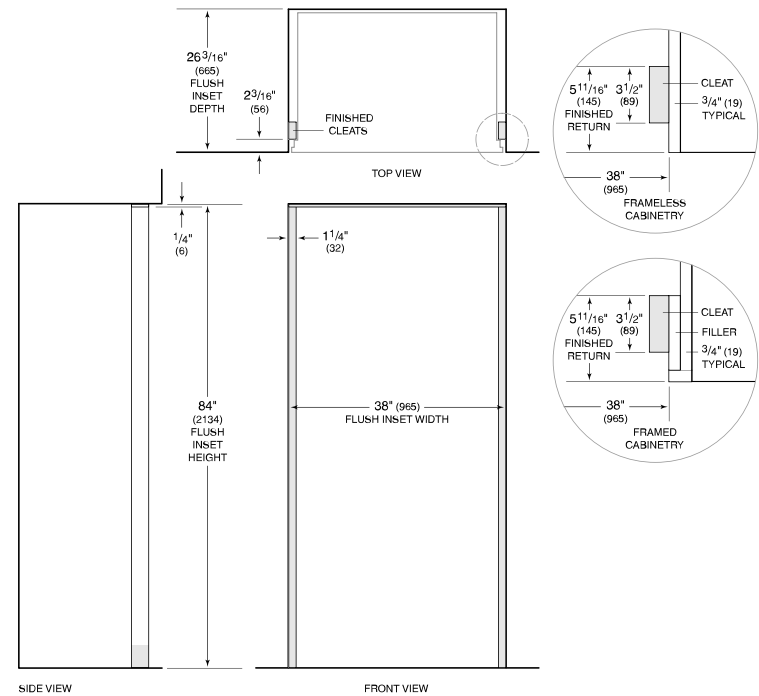 26 3/16"
(665)
FLUSH
INSET
DEPTH
2 3/16"
(56)
FINISHED
CLEATS
TOP VIEW
5 11/16"
(145)
FINISHED
RETURN
3 1/2"
(89)
CLEAT
3/4" (19)
TYPICAL
38"
(965)
FRAMELESS
CABINETRY
1/4"
(6)
1 1/4"
(32)
84"
(2134)
FLUSH
INSET
HEIGHT
38" (965)
FLUSH INSET WIDTH
5 11/16"
(145)
FINISHED
RETURN
3 1/2"
(89)
CLEAT
FILLER
3/4" (19)
TYPICAL
38"
(965)
FRAMED
CABINETRY
SIDE VIEW
FRONT VIEW